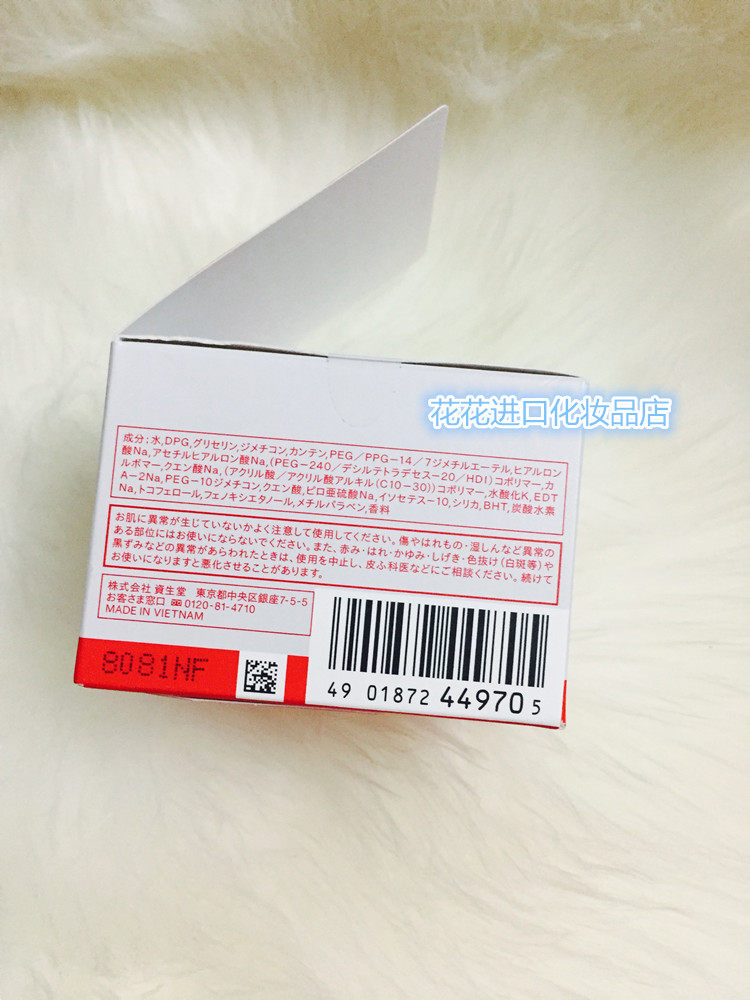 花花进口化妆品店
成分：水,DPG,グリセリン,ジメチコン,カンテン,PEG／PPG－14／7ジメチルエーテル,ヒアルロン
酸Na,アセチルヒアルロン酸Na,(PEG－240／デシルテトラデセス－20／HDI)コポリマー,カ
ルボマー,クエン酸Na,(アクリル酸／アクリル酸アルキル(C10－30))コポリマー,水酸化K,EDT
A－2Na,PEG－10ジメチコン,クエン酸,ピロ亜硫酸Na,イソセテス－10,シリカ,BHT,炭酸水素
Na,トコフェロール,フェノキシエタノール,メチルパラベン,香料
お肌に異常が生じていないかよく注意して使用してください。傷やはれもの・湿しんなど異常の
ある部位にはお使いにならないでください。また、赤み・はれ・かゆみ・しげき・色抜け(白斑等)や
黒ずみなどの異常があらわれたときは、使用を中止し、皮ふ科医などにご相談ください。続けて
お使いになりますと悪化させることがあります。
株式会社 資生堂 東京都中央区銀座7-5-5
お客さま窓口 0120-81-4710
MADE IN VIETNAM
8081NF
49 01872 44970 5